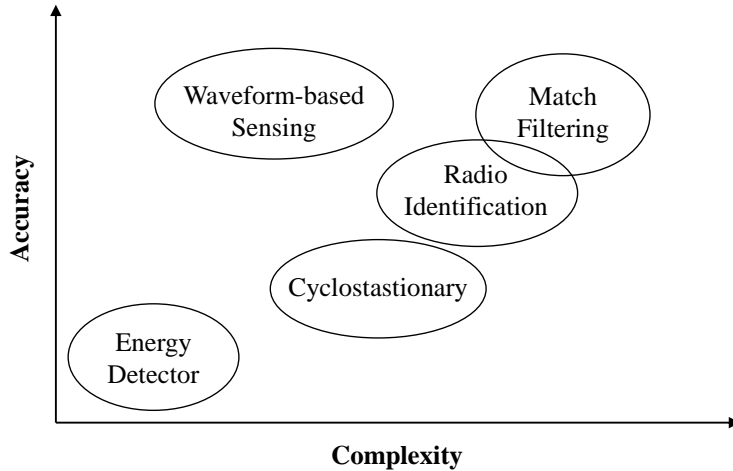 Waveform-based
Sensing
Match
Filtering
Radio
Identification
Cyclostastionary
Energy
Detector
Accuracy
Complexity